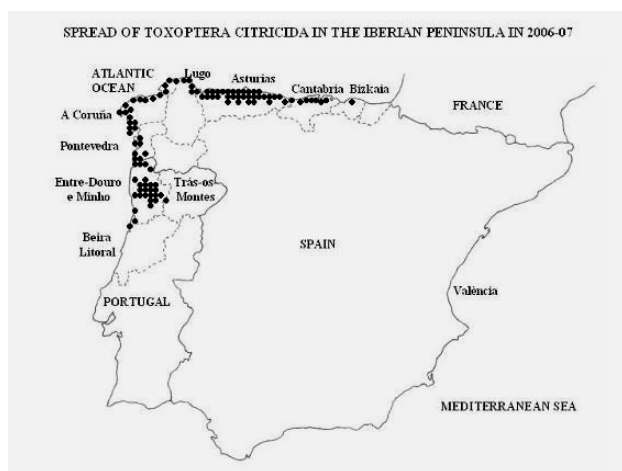 SPREAD OF TOXOPTERA CITRICIDA IN THE IBERIAN PENINSULA IN 2006-07
ATLANTIC
OCEAN
Lugo
Asturias
Cantabria
Bizkaia
FRANCE
A Coruña
Pontevedra
Entre-Douro
e Minho
Trás-os
Montes
Beira
Litoral
SPAIN
València
PORTUGAL
MEDITERRANEAN SEA